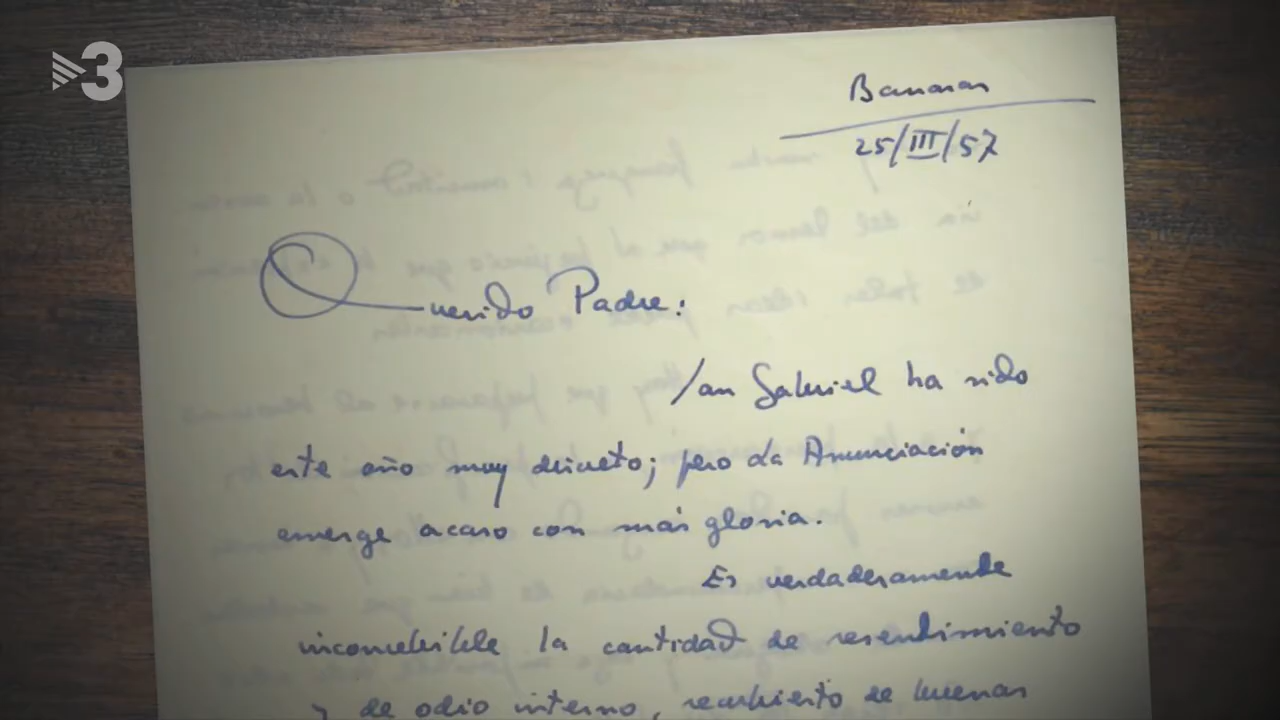 3
Banaras
25/III/57
Querido Padre:
San Gabriel ha sido
este año muy discreto; pero la Anunciación
emerge acaso con más gloria.
Es verdaderamente
inconcebible la cantidad de resentimiento
y de odio interno, recubierto de buenas